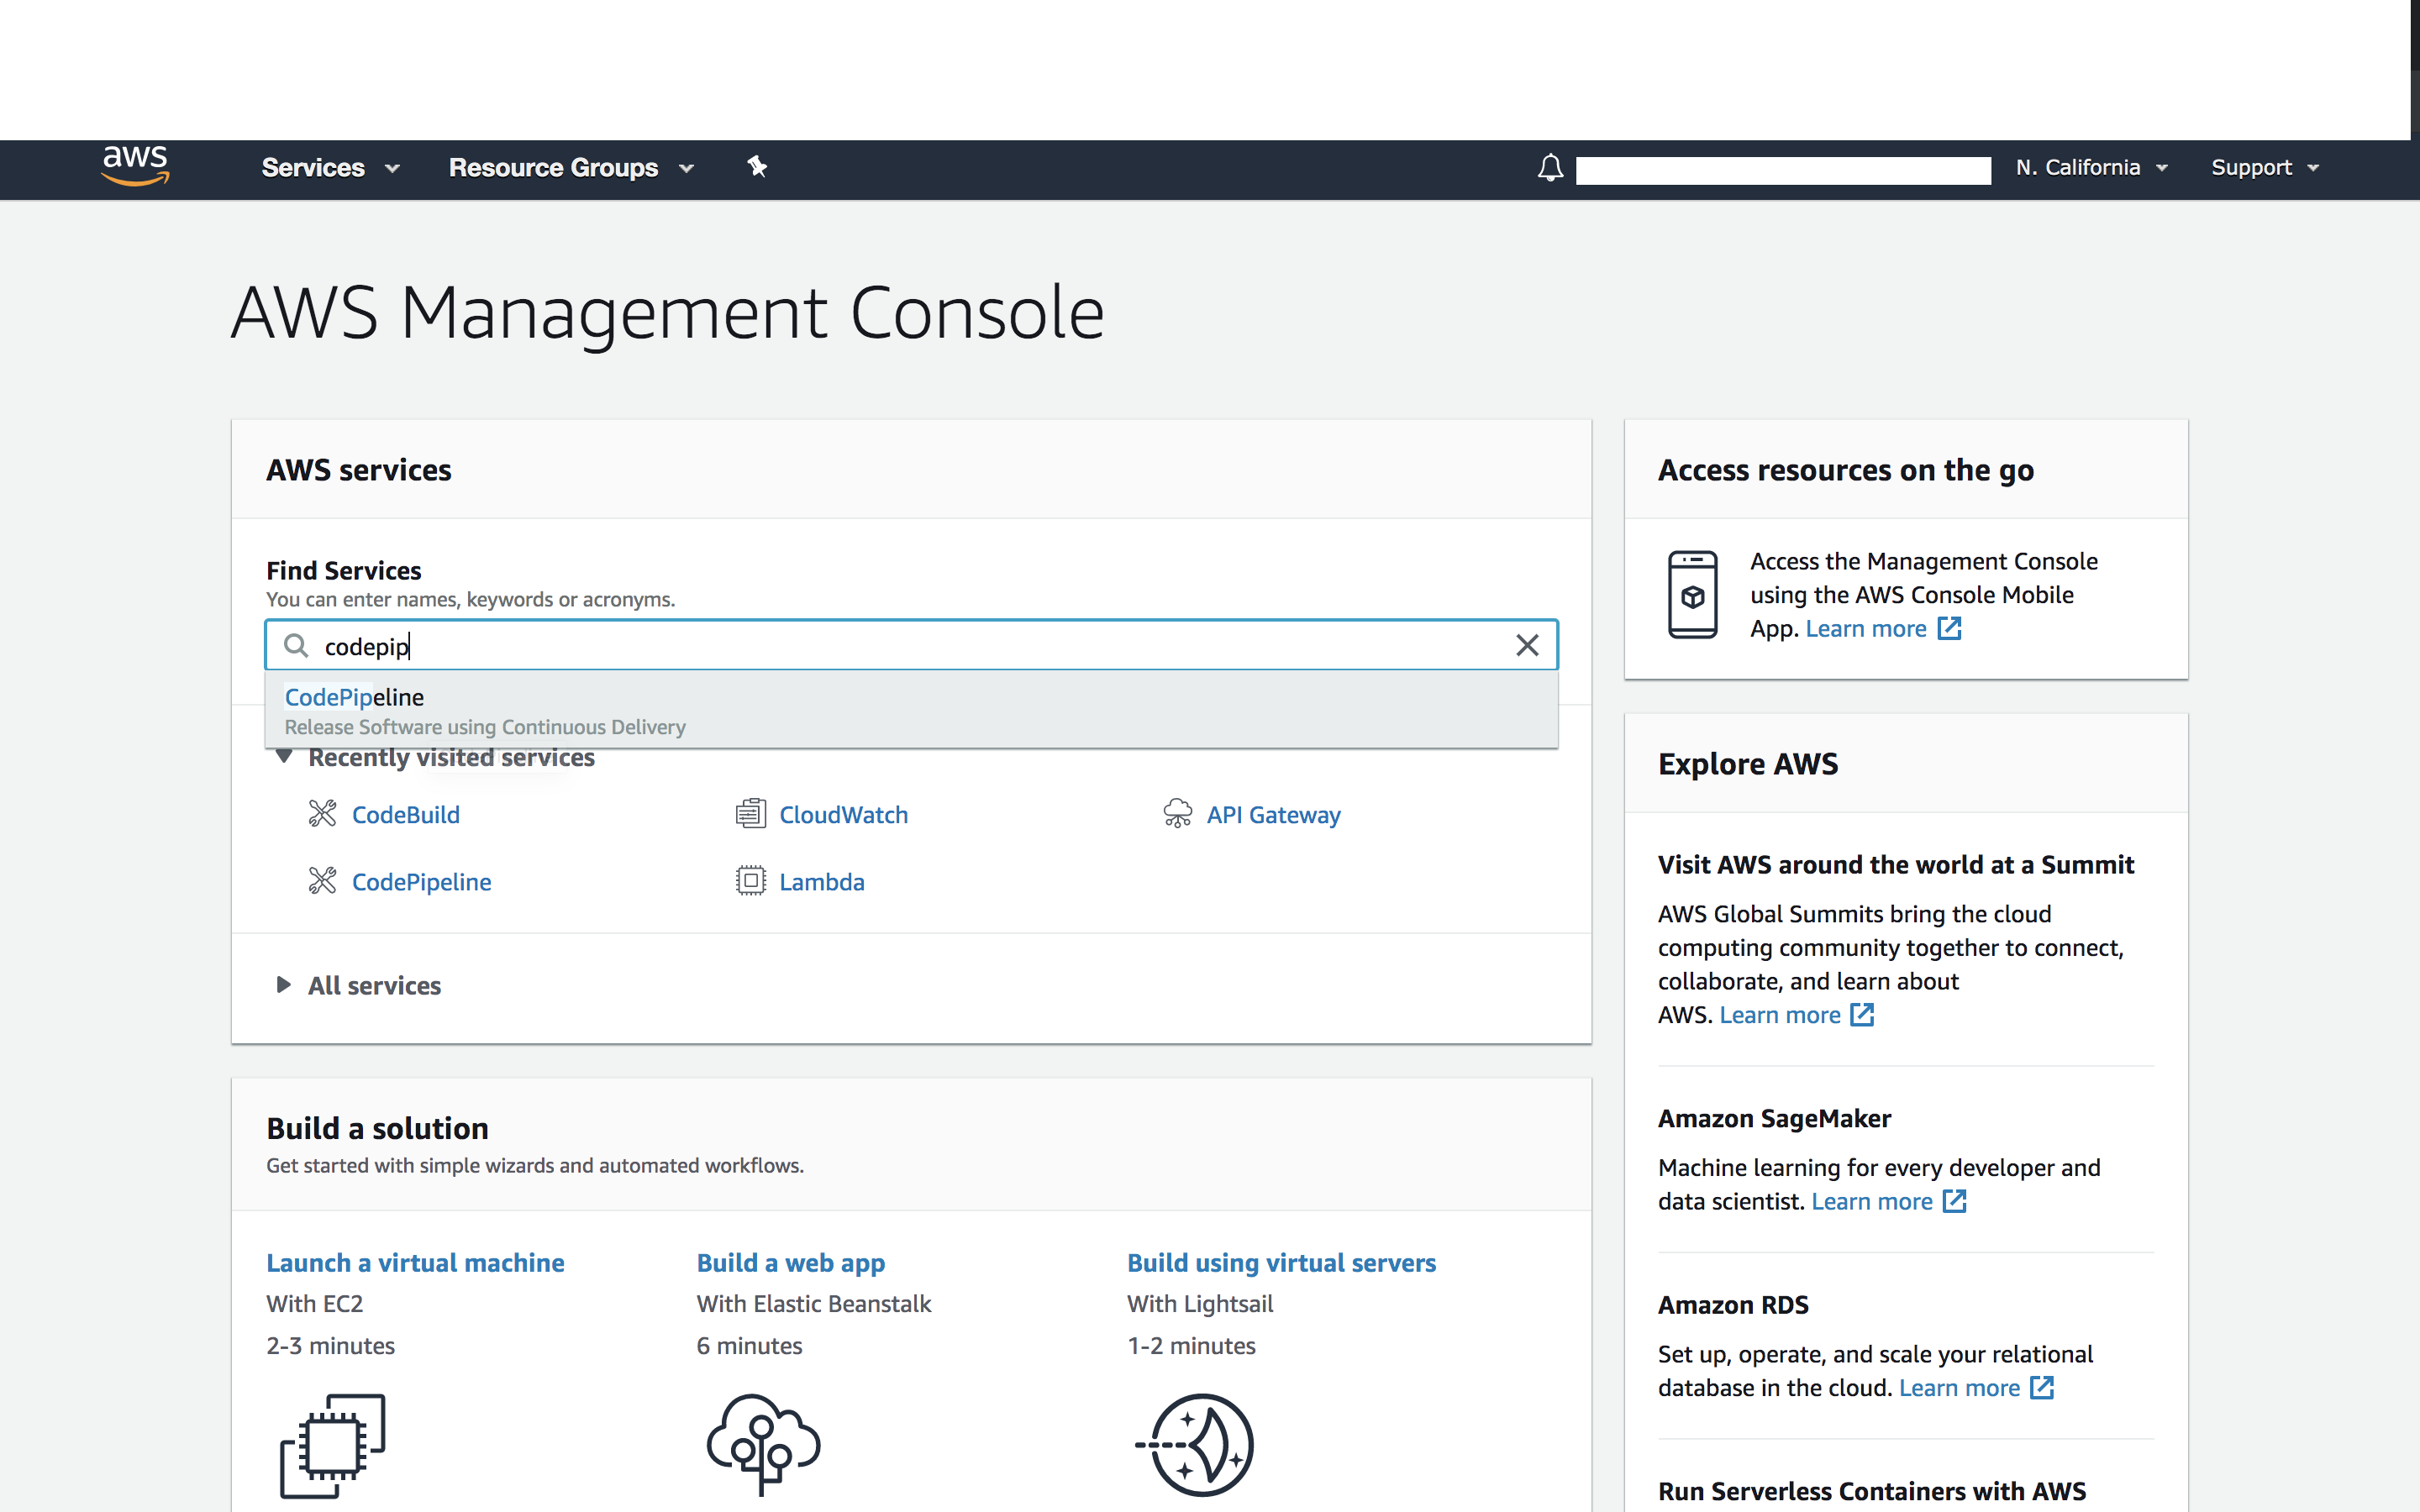 aws
Services
Resource Groups
N. California
Support
AWS Management Console
AWS services
Find Services
You can enter names, keywords or acronyms.
codepip
CodePipeline
Release Software using Continuous Delivery
Recently visited services
CodeBuild
CloudWatch
API Gateway
CodePipeline
Lambda
All services
Build a solution
Get started with simple wizards and automated workflows.
Launch a virtual machine
With EC2
2-3 minutes
Build a web app
With Elastic Beanstalk
6 minutes
Build using virtual servers
With Lightsail
1-2 minutes
Access resources on the go
Access the Management Console
using the AWS Console Mobile
App. Learn more
Explore AWS
Visit AWS around the world at a Summit
AWS Global Summits bring the cloud
computing community together to connect,
collaborate, and learn about
AWS. Learn more
Amazon SageMaker
Machine learning for every developer and
data scientist. Learn more
Amazon RDS
Set up, operate, and scale your relational
database in the cloud. Learn more
Run Serverless Containers with AWS